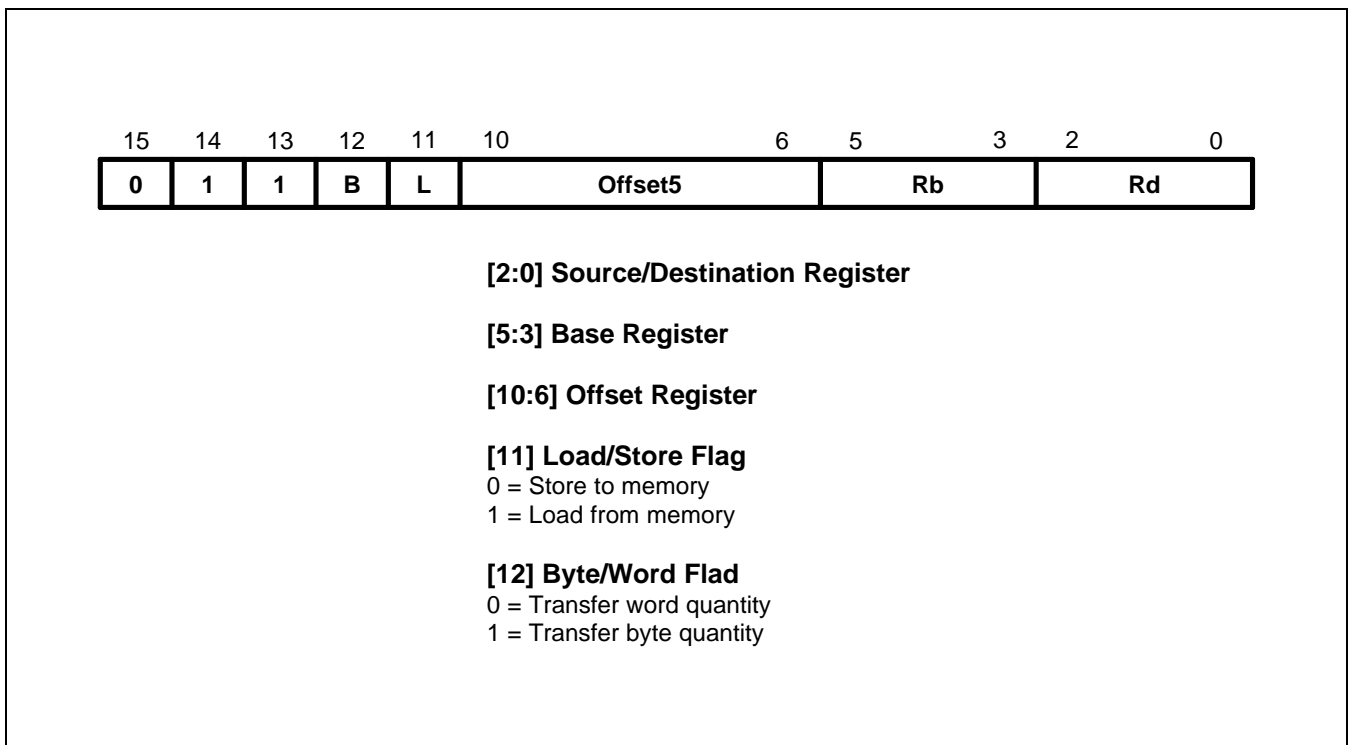 15 14 13 12 11 10 6 5 3 2 0
0 1 1 B L Offset5 Rb Rd
[2:0] Source/Destination Register
[5:3] Base Register
[10:6] Offset Register
[11] Load/Store Flag
0 = Store to memory
1 = Load from memory
[12] Byte/Word Flad
0 = Transfer word quantity
1 = Transfer byte quantity